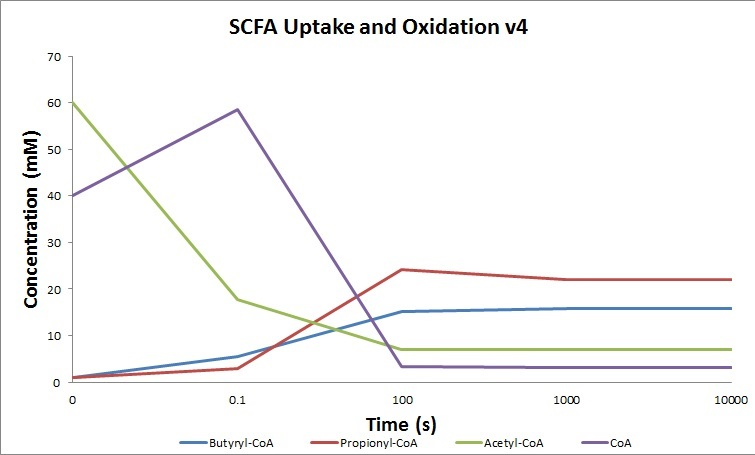 SCFA Uptake and Oxidation v4
Concentration (mM)
70
60
50
40
30
20
10
0
0 0.1 100 1000 10000
Time (s)
Butyryl-CoA Propionyl-CoA Acetyl-CoA CoA